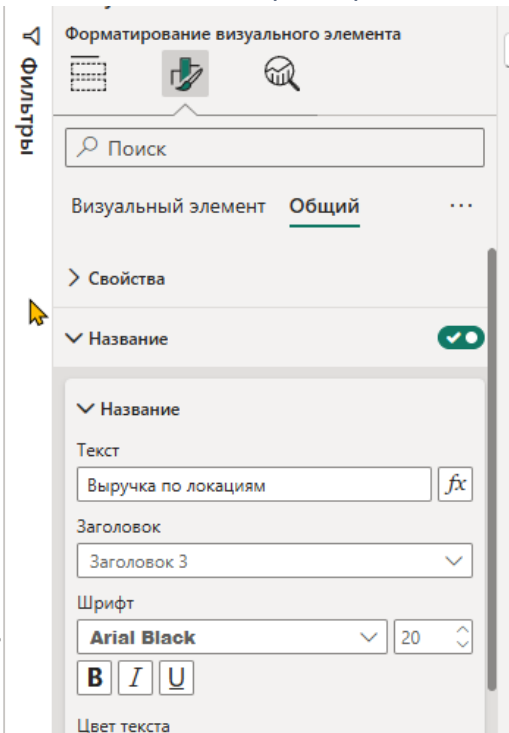 Форматирование визуального элемента
Фильтры
Поиск
Визуальный элемент Общий ...
Свойства
Название
Название
Текст
Выручка по локациям fx
Заголовок
Заголовок 3
Шрифт
Arial Black 20
B I U
Цвет текста